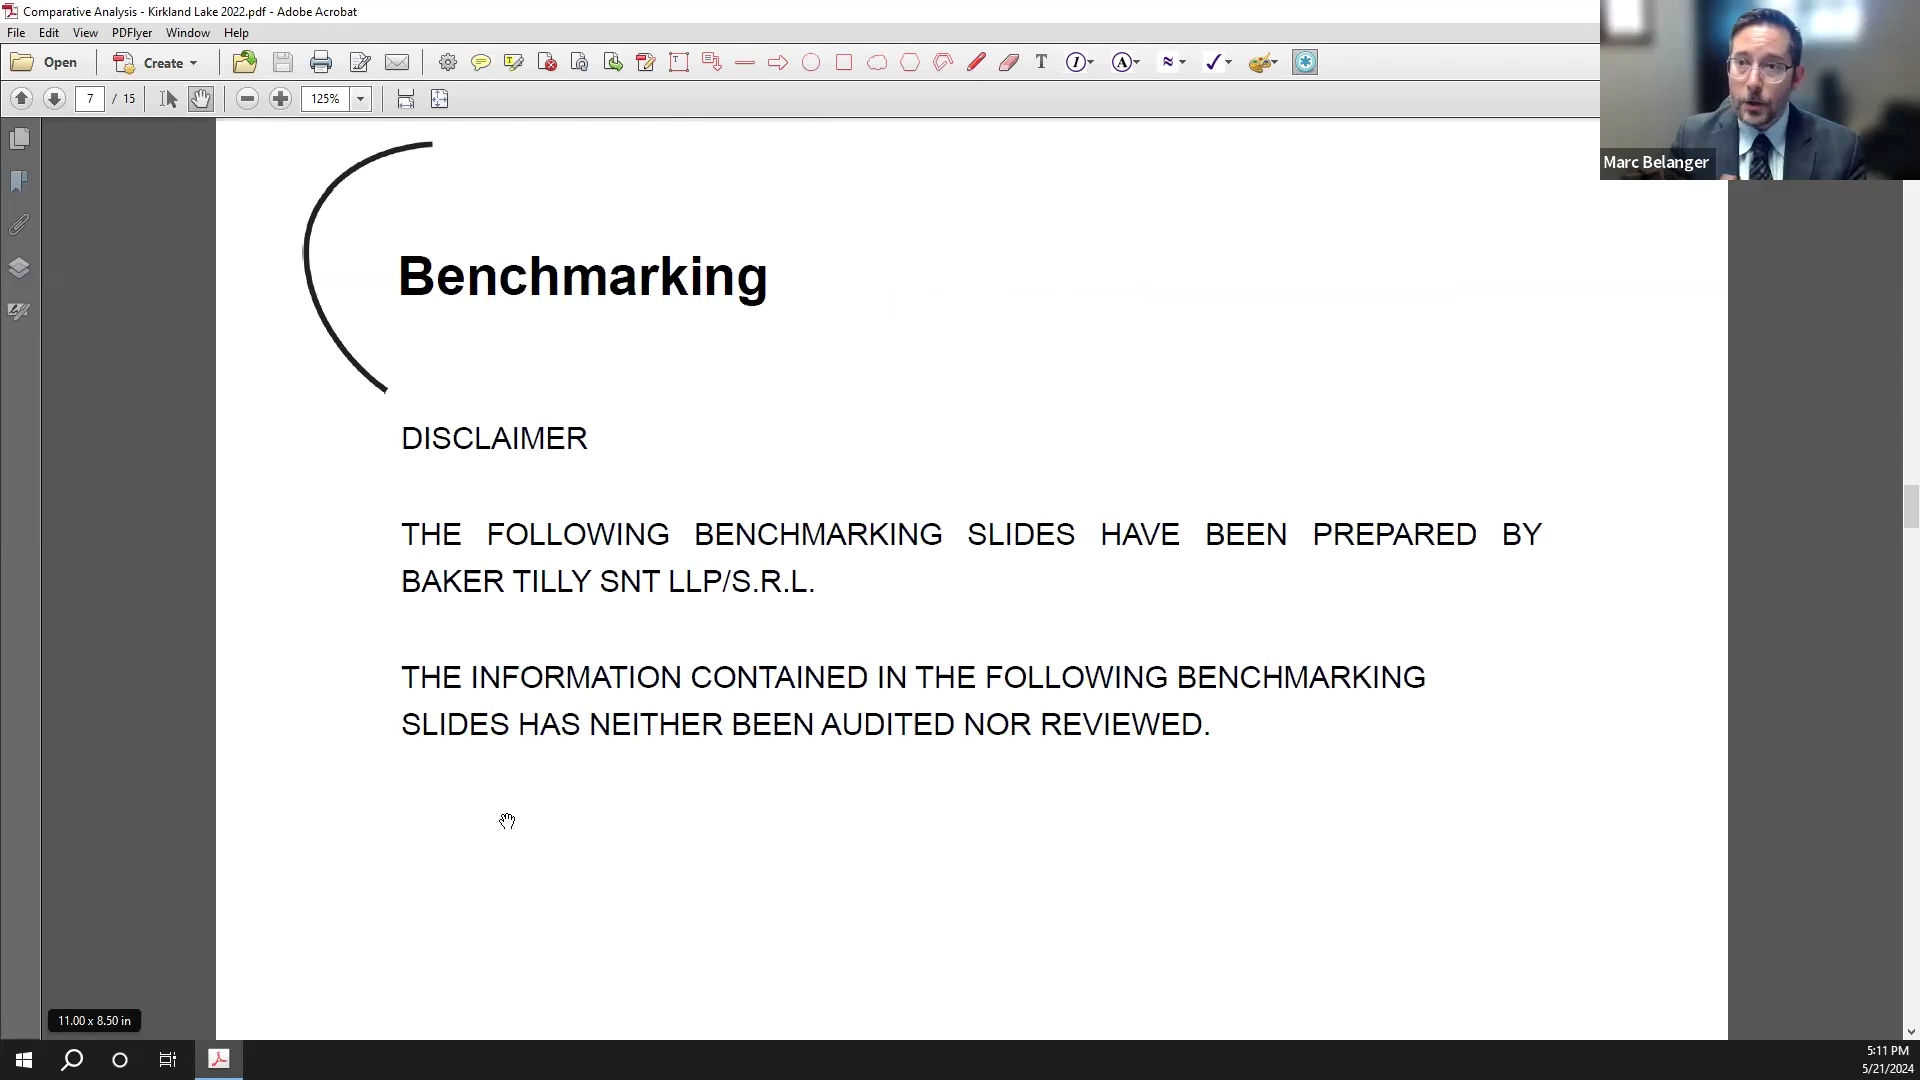 Comparative Analysis - Kirkland Lake 2022.pdf - Adobe Acrobat
File Edit View PDFlyer Window Help
Open Create
7 / 15 125%
Marc Belanger
Benchmarking
DISCLAIMER
THE FOLLOWING BENCHMARKING SLIDES HAVE BEEN PREPARED BY
BAKER TILLY SNT LLP/S.R.L.
THE INFORMATION CONTAINED IN THE FOLLOWING BENCHMARKING
SLIDES HAS NEITHER BEEN AUDITED NOR REVIEWED.
11.00 x 8.50 in
5:11 PM
5/21/2024